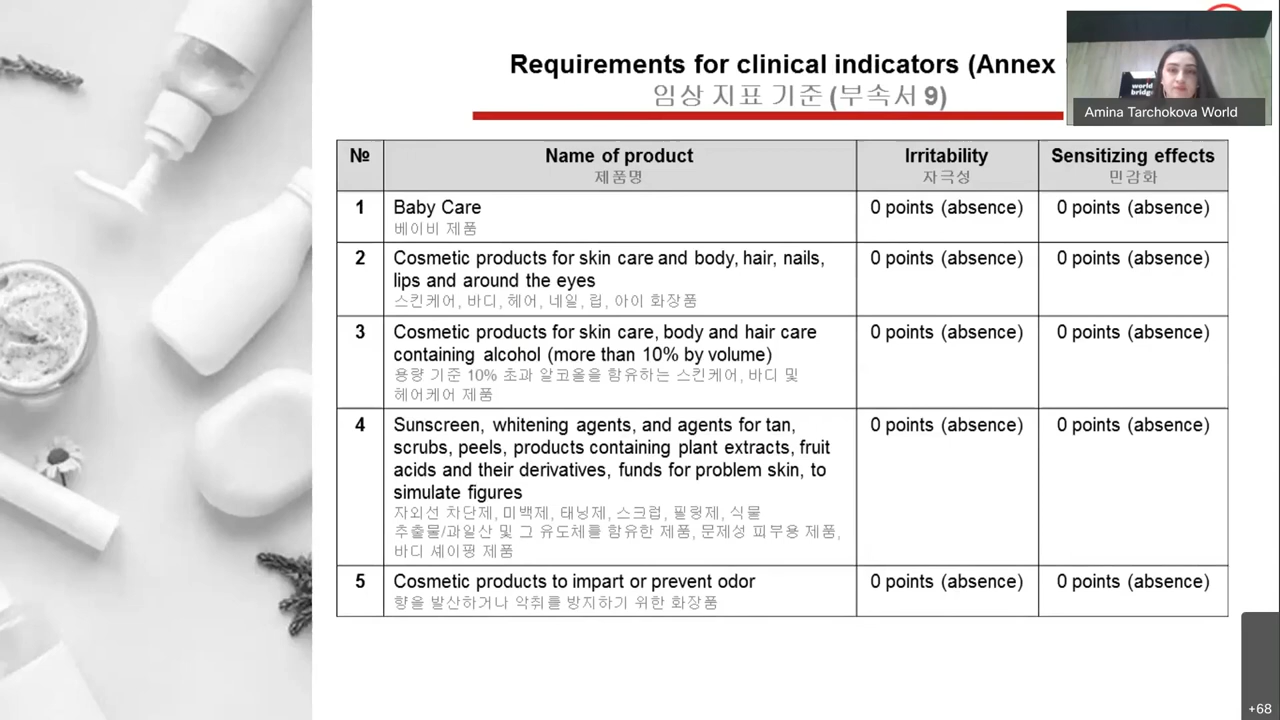 Requirements for clinical indicators (Annex
임상 지표 기준 (부속서 9)
world
bridge
Amina Tarchokova World
№
Name of product
제품명
Irritability
자극성
Sensitizing effects
민감화
1
Baby Care
베이비 제품
0 points (absence)
0 points (absence)
2
Cosmetic products for skin care and body, hair, nails,
lips and around the eyes
스킨케어, 바디, 헤어, 네일, 립, 아이 화장품
0 points (absence)
0 points (absence)
3
Cosmetic products for skin care, body and hair care
containing alcohol (more than 10% by volume)
용량 기준 10% 초과 알코올을 함유하는 스킨케어, 바디 및
헤어케어 제품
0 points (absence)
0 points (absence)
4
Sunscreen, whitening agents, and agents for tan,
scrubs, peels, products containing plant extracts, fruit
acids and their derivatives, funds for problem skin, to
simulate figures
자외선 차단제, 미백제, 태닝제, 스크럽, 필링제, 식물
추출물/과일산 및 그 유도체를 함유한 제품, 문제성 피부용 제품,
바디 셰이핑 제품
0 points (absence)
0 points (absence)
5
Cosmetic products to impart or prevent odor
향을 발산하거나 악취를 방지하기 위한 화장품
0 points (absence)
0 points (absence)
+68